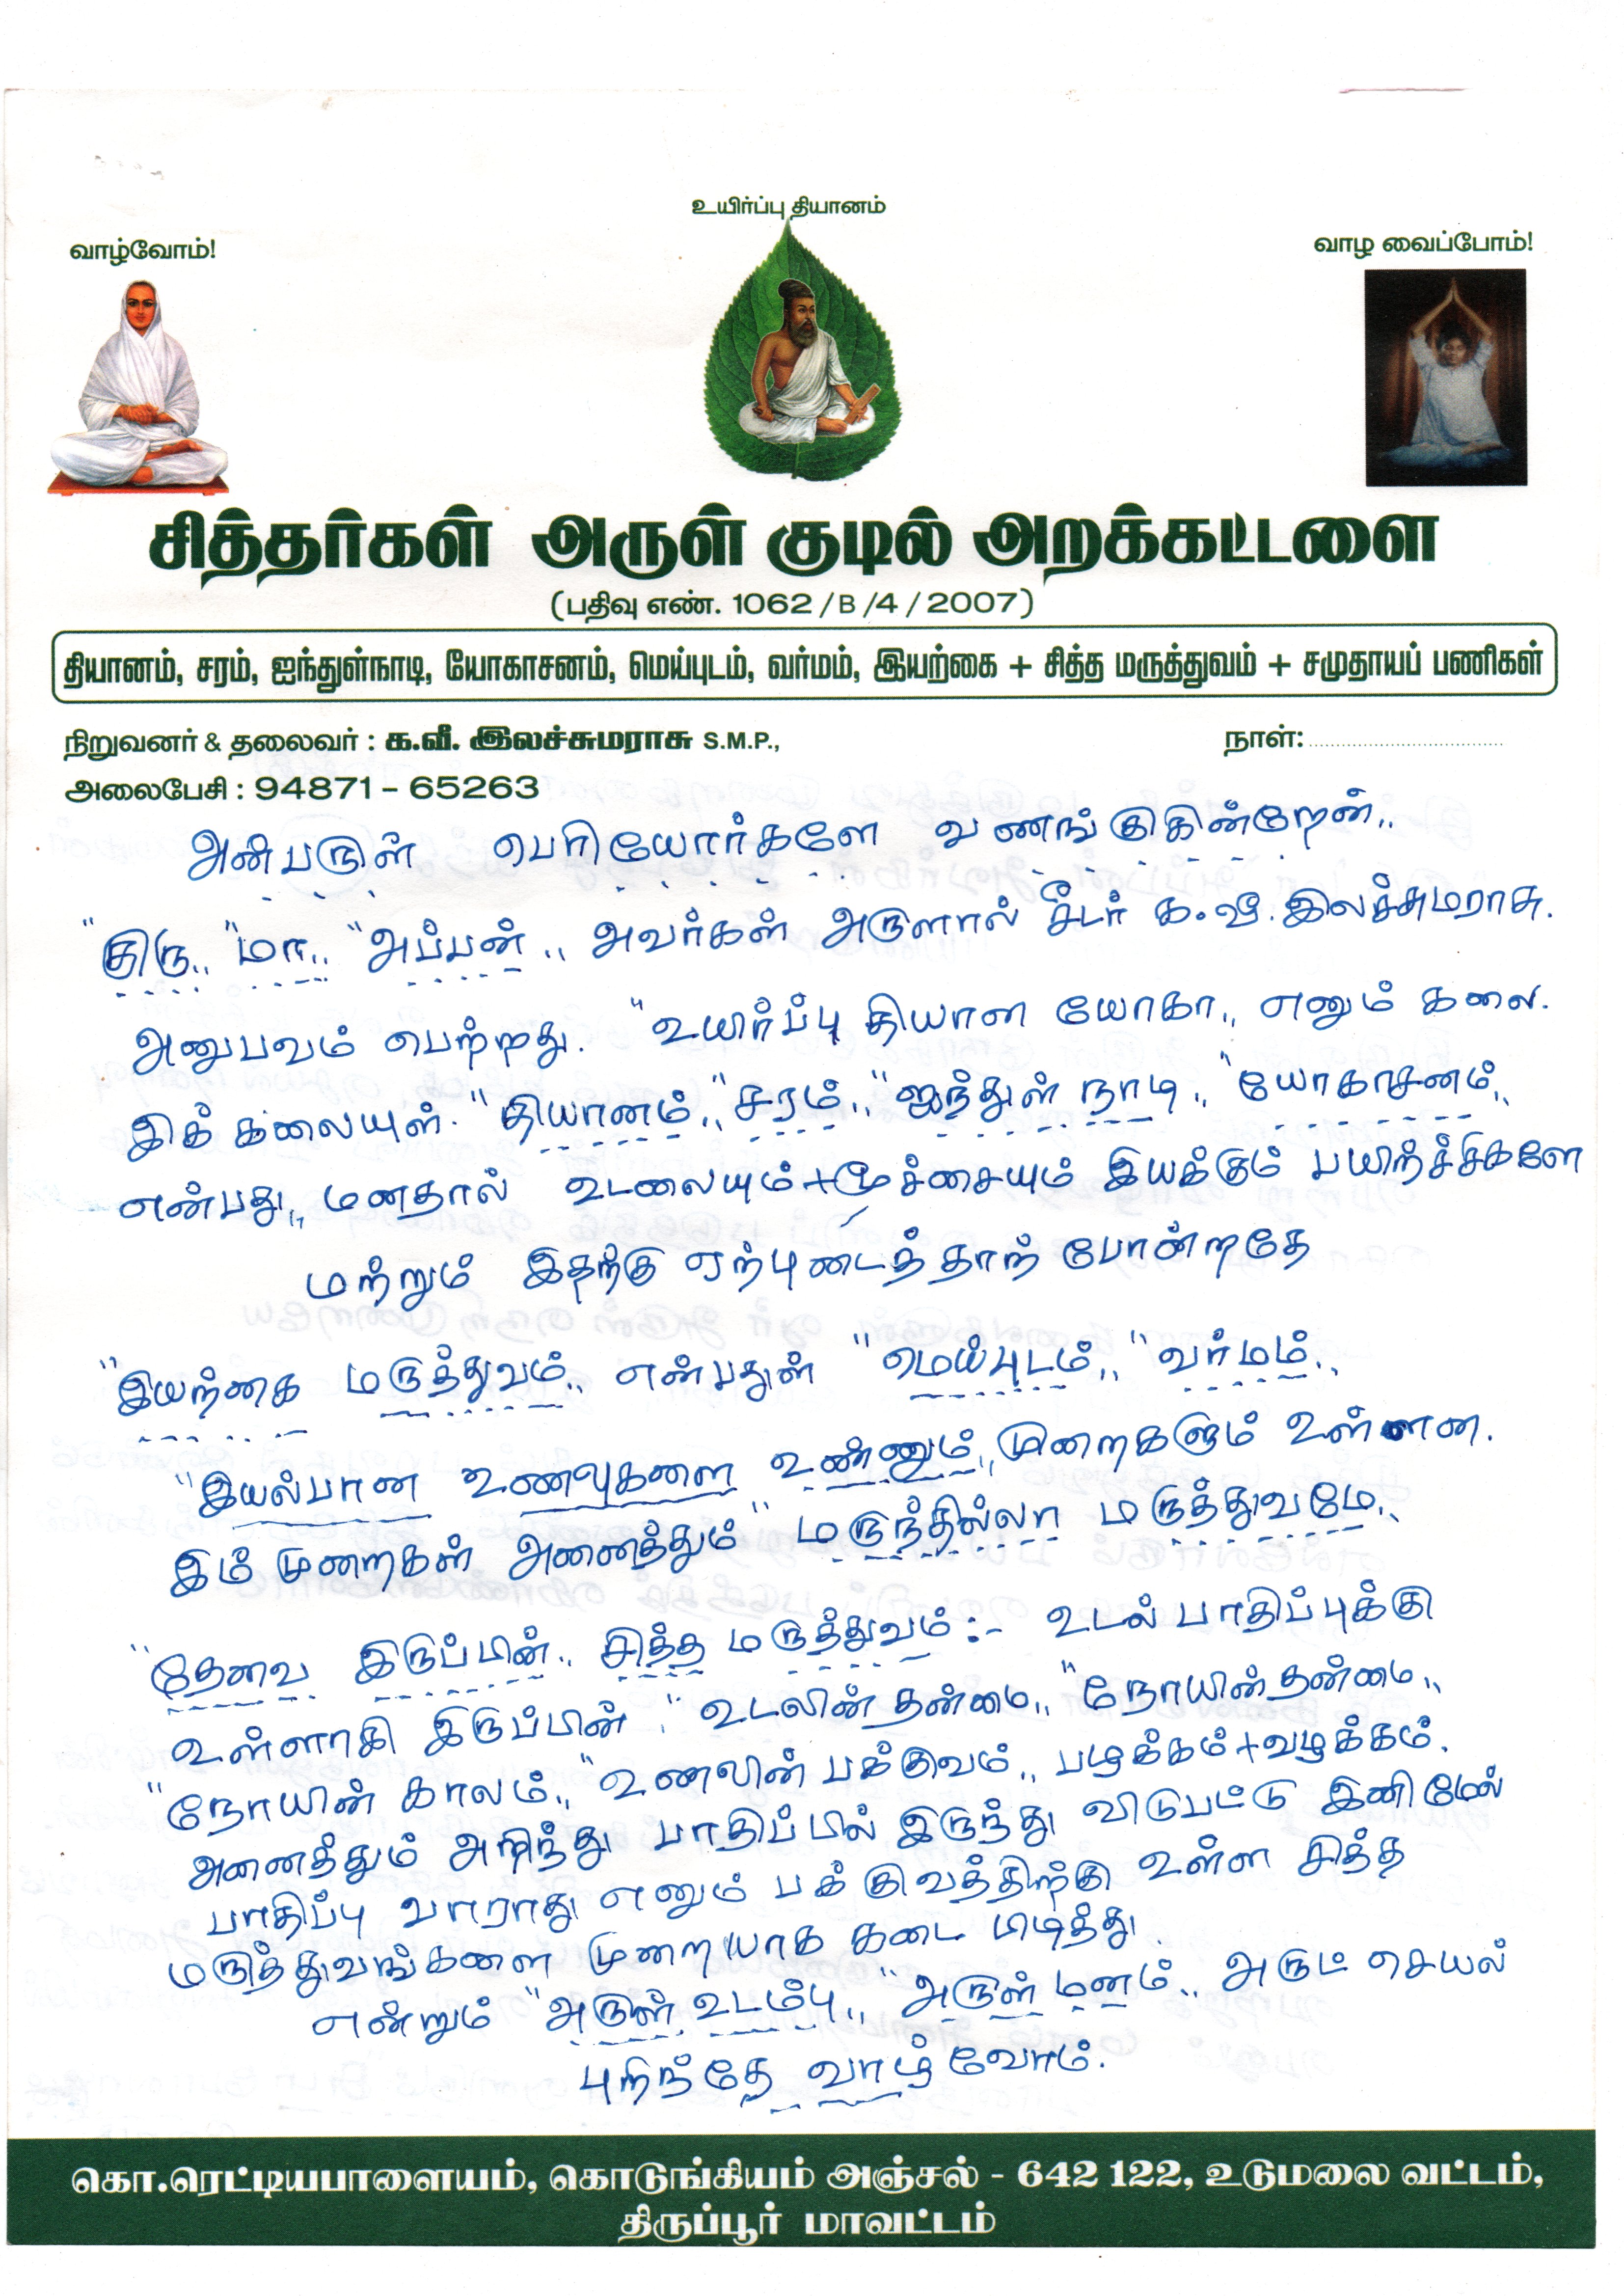 உயிர்ப்பு தியானம்
வாழ்வோம்!
வாழ வைப்போம்!
சித்தர்கள் அருள் குடில் அறக்கட்டளை
(பதிவு எண். 1062 / B / 4 / 2007)
தியானம், சரம், ஐந்துள்நாடி, யோகாசனம், மெய்புடம், வர்மம், இயற்கை + சித்த மருத்துவம் + சமுதாயப் பணிகள்
நிறுவனர் & தலைவர் : க.வீ. இலச்சுமராசு S.M.P.,
நாள்:
அலைபேசி : 94871 - 65263
அன்பருள் பெரியோர்களே வணங்குகின்றேன்,,
"குரு,, "மா,, "அப்பன்,, அவர்கள் அருளால் சீடர் க.வீ. இலச்சுமராசு.
அனுபவம் பெற்றது. "உயிர்ப்பு தியான யோகா,, எனும் கலை.
இக் கலையுள். "தியானம்,, "சரம்,, "ஐந்துள் நாடி,, "யோகாசனம்,,
என்பது,, மனதால் உடலையும்+மூச்சையும் இயக்கும் பயிற்ச்சிகளே
மற்றும் இதற்கு ஏற்புடைத்தாற் போன்றதே
"இயற்கை மருத்துவம்,, என்பதுள் "மெய்புடம்,, "வர்மம்,,
"இயல்பான உணவுகளை உண்ணும்,, முறைகளும் உள்ளன.
இம் முறைகள் அனைத்தும் "மருந்தில்லா மருத்துவமே,,
"தேவை இருப்பின்,, சித்த மருத்துவம் :- உடல் பாதிப்புக்கு
உள்ளாகி இருப்பின் "உடலின் தன்மை,, "நோயின் தன்மை,,
"நோயின் காலம்,, "உணவின் பக்குவம்,, பழக்கம்+வழக்கம்.
அனைத்தும் அறிந்து பாதிப்பில் இருந்து விடுபட்டு இனிமேல்
பாதிப்பு வாராது எனும் பக்குவத்திற்கு உள்ள சித்த
மருத்துவங்களை முறையாக கடை பிடித்து
என்றும் "அருள் உடம்பு,, "அருள் மனம்,, அருட் செயல்
புரிந்தே வாழ்வோம்.
கொ.ரெட்டியபாளையம், கொடுங்கியம் அஞ்சல் - 642 122, உடுமலை வட்டம்,
திருப்பூர் மாவட்டம்